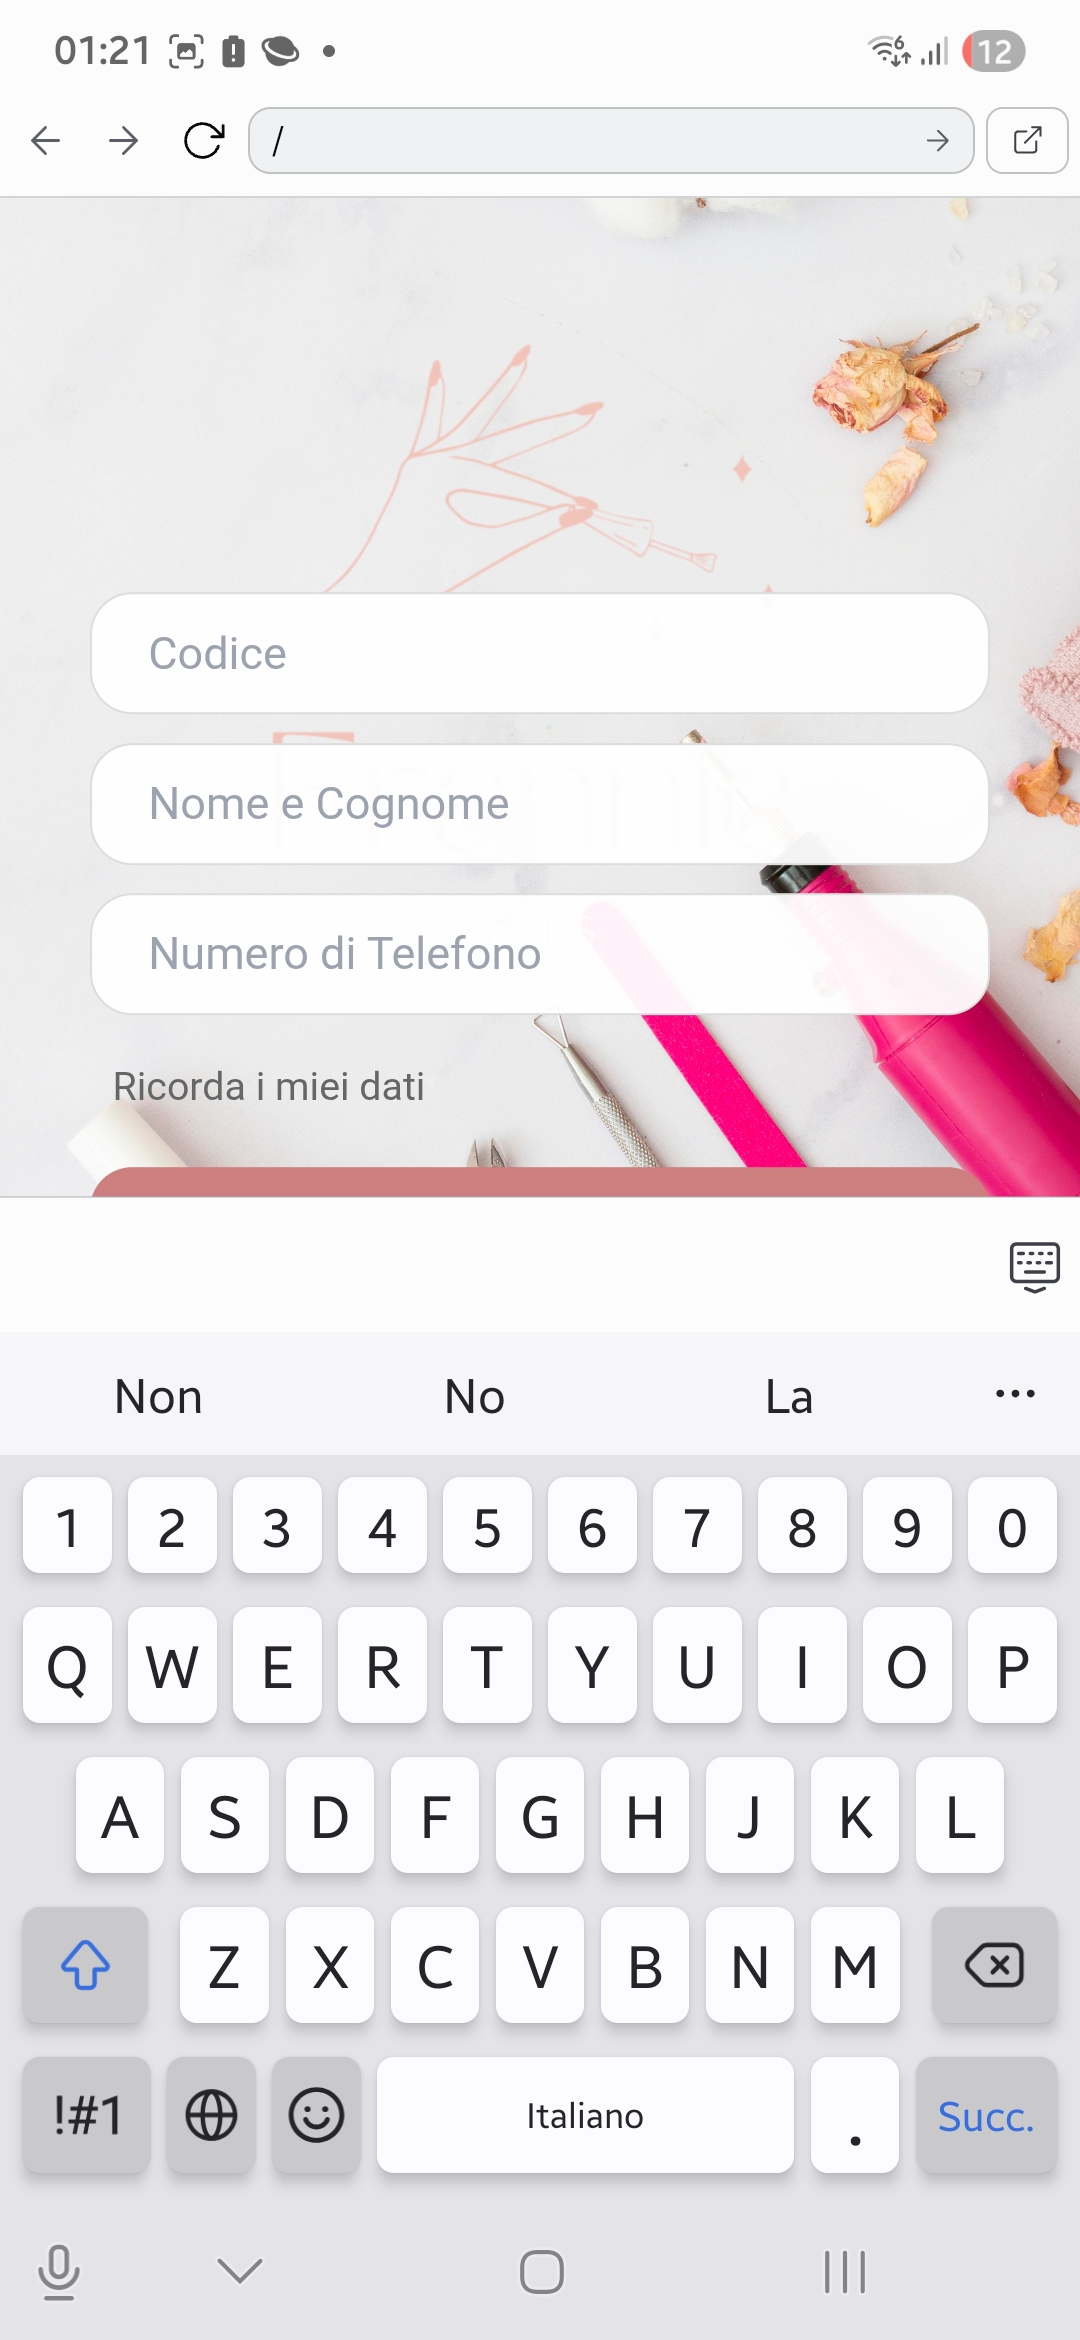 01:21
12
/
Codice
Nome e Cognome
Numero di Telefono
Ricorda i miei dati
Non No La ...
1 2 3 4 5 6 7 8 9 0
Q W E R T Y U I O P
A S D F G H J K L
Z X C V B N M
!#1 Italiano . Succ.